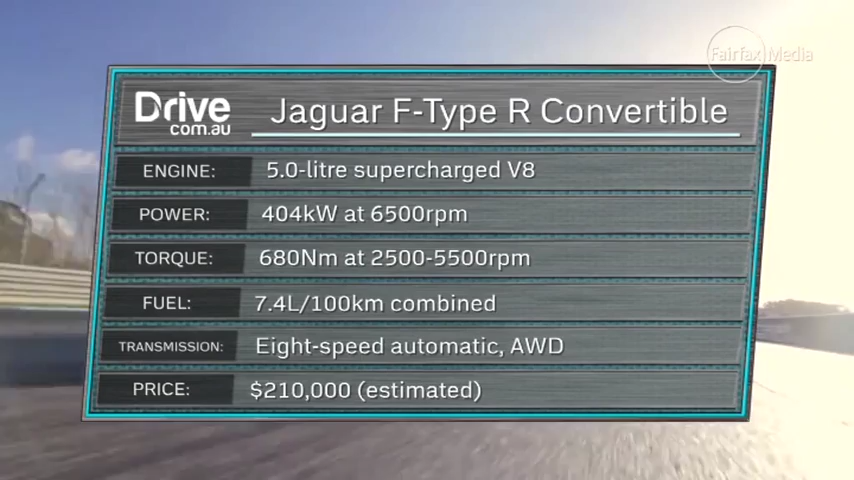 Fairfax Media
Drive
.com.au
Jaguar F-Type R Convertible
ENGINE: 5.0-litre supercharged V8
POWER: 404kW at 6500rpm
TORQUE: 680Nm at 2500-5500rpm
FUEL: 7.4L/100km combined
TRANSMISSION: Eight-speed automatic, AWD
PRICE: $210,000 (estimated)